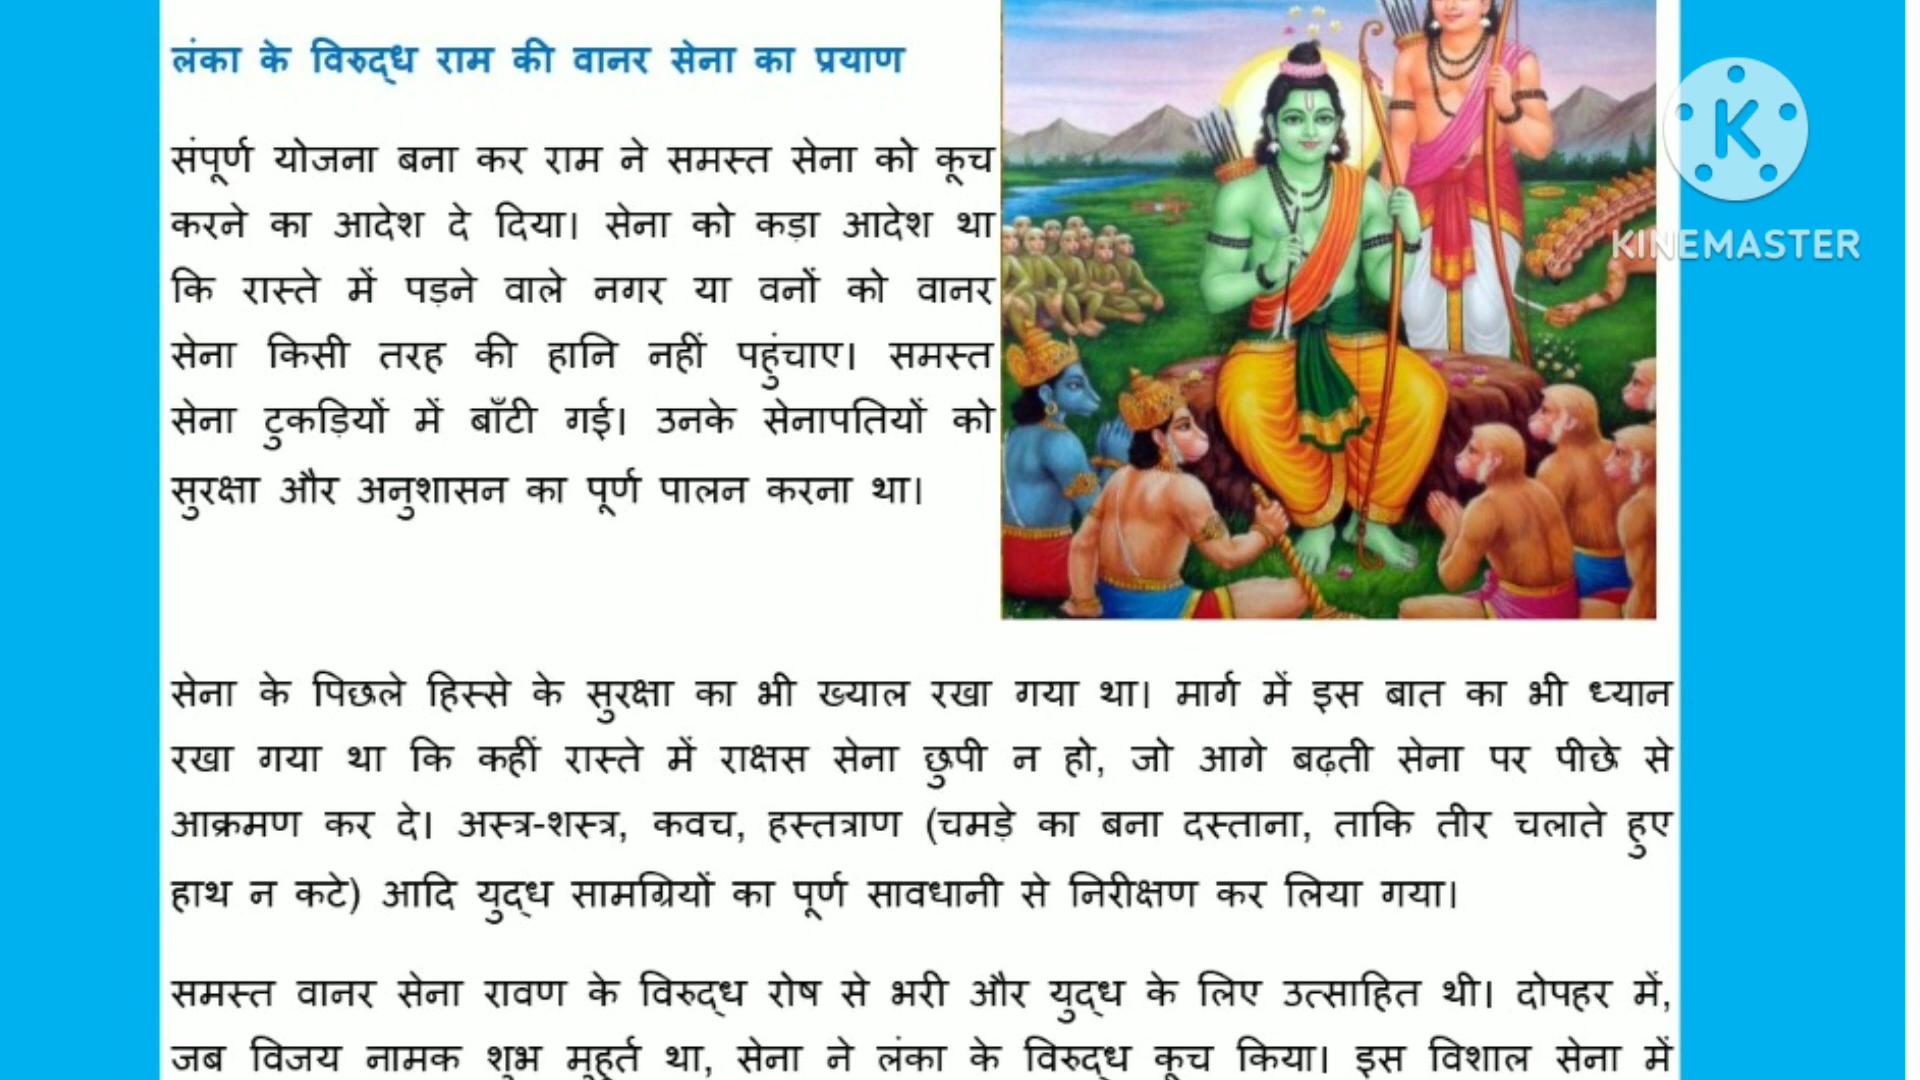 लंका के विरुद्ध राम की वानर सेना का प्रयाण
संपूर्ण योजना बना कर राम ने समस्त सेना को कूच
करने का आदेश दे दिया। सेना को कड़ा आदेश था
कि रास्ते में पड़ने वाले नगर या वनों को वानर
सेना किसी तरह की हानि नहीं पहुंचाए। समस्त
सेना टुकड़ियों में बाँटी गई। उनके सेनापतियों को
सुरक्षा और अनुशासन का पूर्ण पालन करना था।
K
KINEMASTER
सेना के पिछले हिस्से के सुरक्षा का भी ख्याल रखा गया था। मार्ग में इस बात का भी ध्यान
रखा गया था कि कहीं रास्ते में राक्षस सेना छुपी न हो, जो आगे बढ़ती सेना पर पीछे से
आक्रमण कर दे। अस्त्र-शस्त्र, कवच, हस्तत्राण (चमड़े का बना दस्ताना, ताकि तीर चलाते हुए
हाथ न कटे) आदि युद्ध सामग्रियों का पूर्ण सावधानी से निरीक्षण कर लिया गया।
समस्त वानर सेना रावण के विरुद्ध रोष से भरी और युद्ध के लिए उत्साहित थी। दोपहर में,
जब विजय नामक शुभ मुहूर्त था, सेना ने लंका के विरुद्ध कूच किया। इस विशाल सेना में